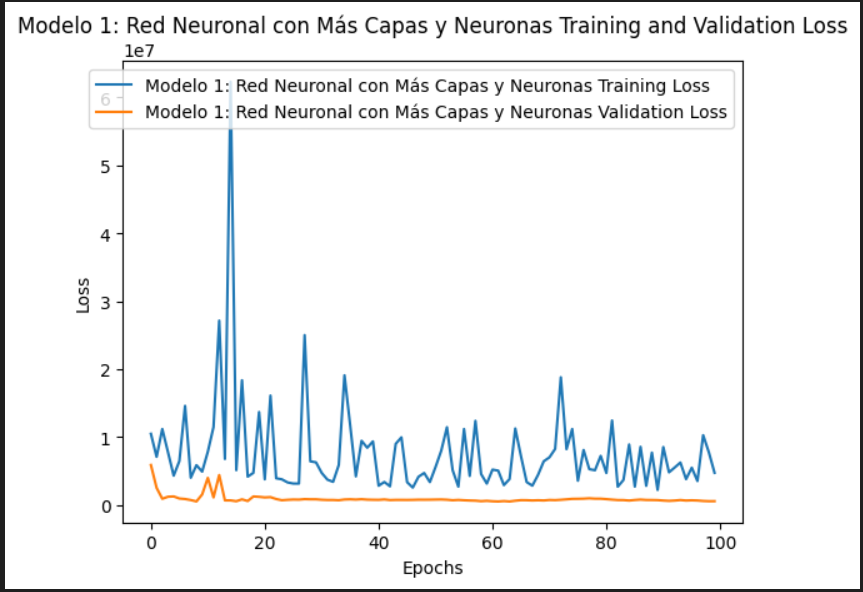 Modelo 1: Red Neuronal con Más Capas y Neuronas Training and Validation Loss
1e7
Modelo 1: Red Neuronal con Más Capas y Neuronas Training Loss
6
Modelo 1: Red Neuronal con Más Capas y Neuronas Validation Loss
5
4
3
Loss
2
1
0
0 20 40 60 80 100
Epochs